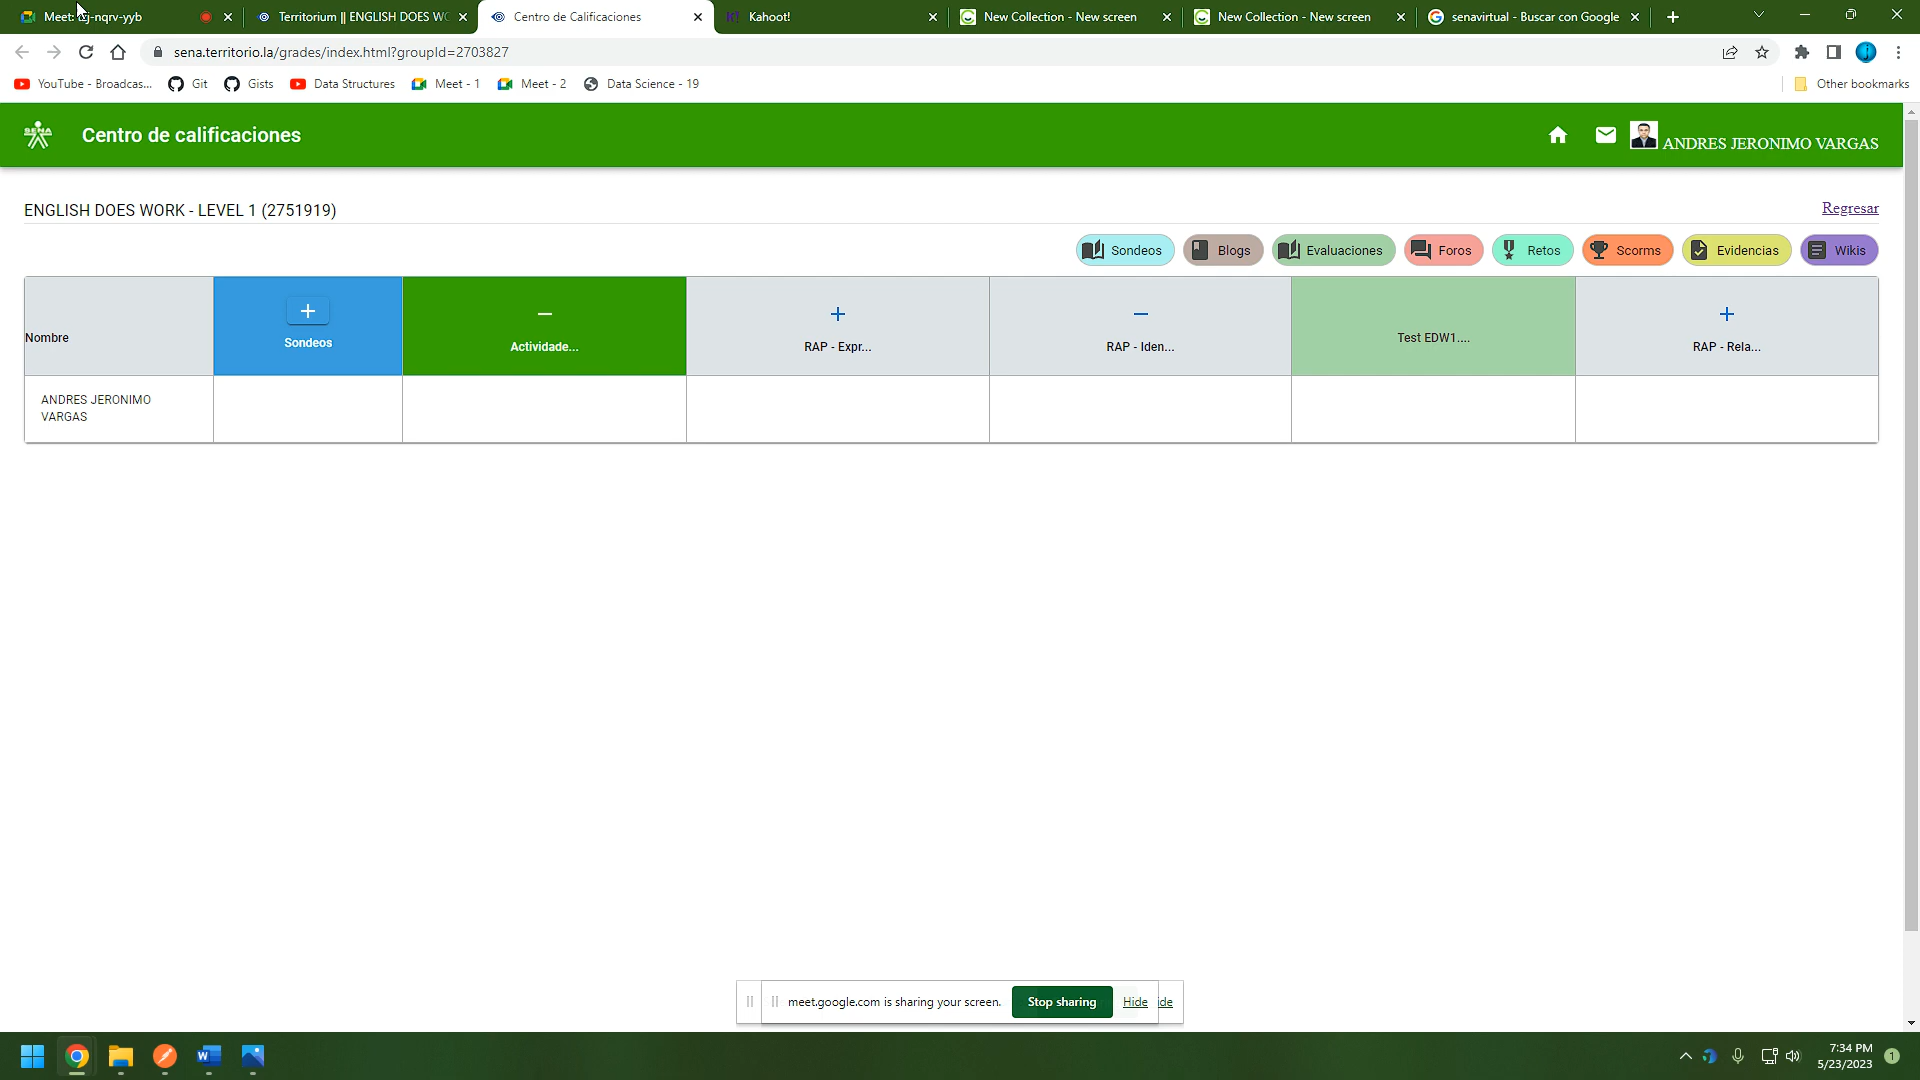 Meet: -nqrv-yyb
Territorium || ENGLISH DOES WO
Centro de Calificaciones
Kahoot!
New Collection - New screen
New Collection - New screen
senavirtual - Buscar con Google
sena.territorio.la/grades/index.html?groupId=2703827
YouTube - Broadcas...
Git
Gists
Data Structures
Meet - 1
Meet - 2
Data Science - 19
Other bookmarks
SENA
Centro de calificaciones
ANDRES JERONIMO VARGAS
ENGLISH DOES WORK - LEVEL 1 (2751919)
Regresar
Sondeos
Blogs
Evaluaciones
Foros
Retos
Scorms
Evidencias
Wikis
Nombre
Sondeos
Actividade...
RAP - Expr...
RAP - Iden...
Test EDW1....
RAP - Rela...
ANDRES JERONIMO
VARGAS
meet.google.com is sharing your screen.
Stop sharing
Hide
ide
7:34 PM
5/23/2023
1